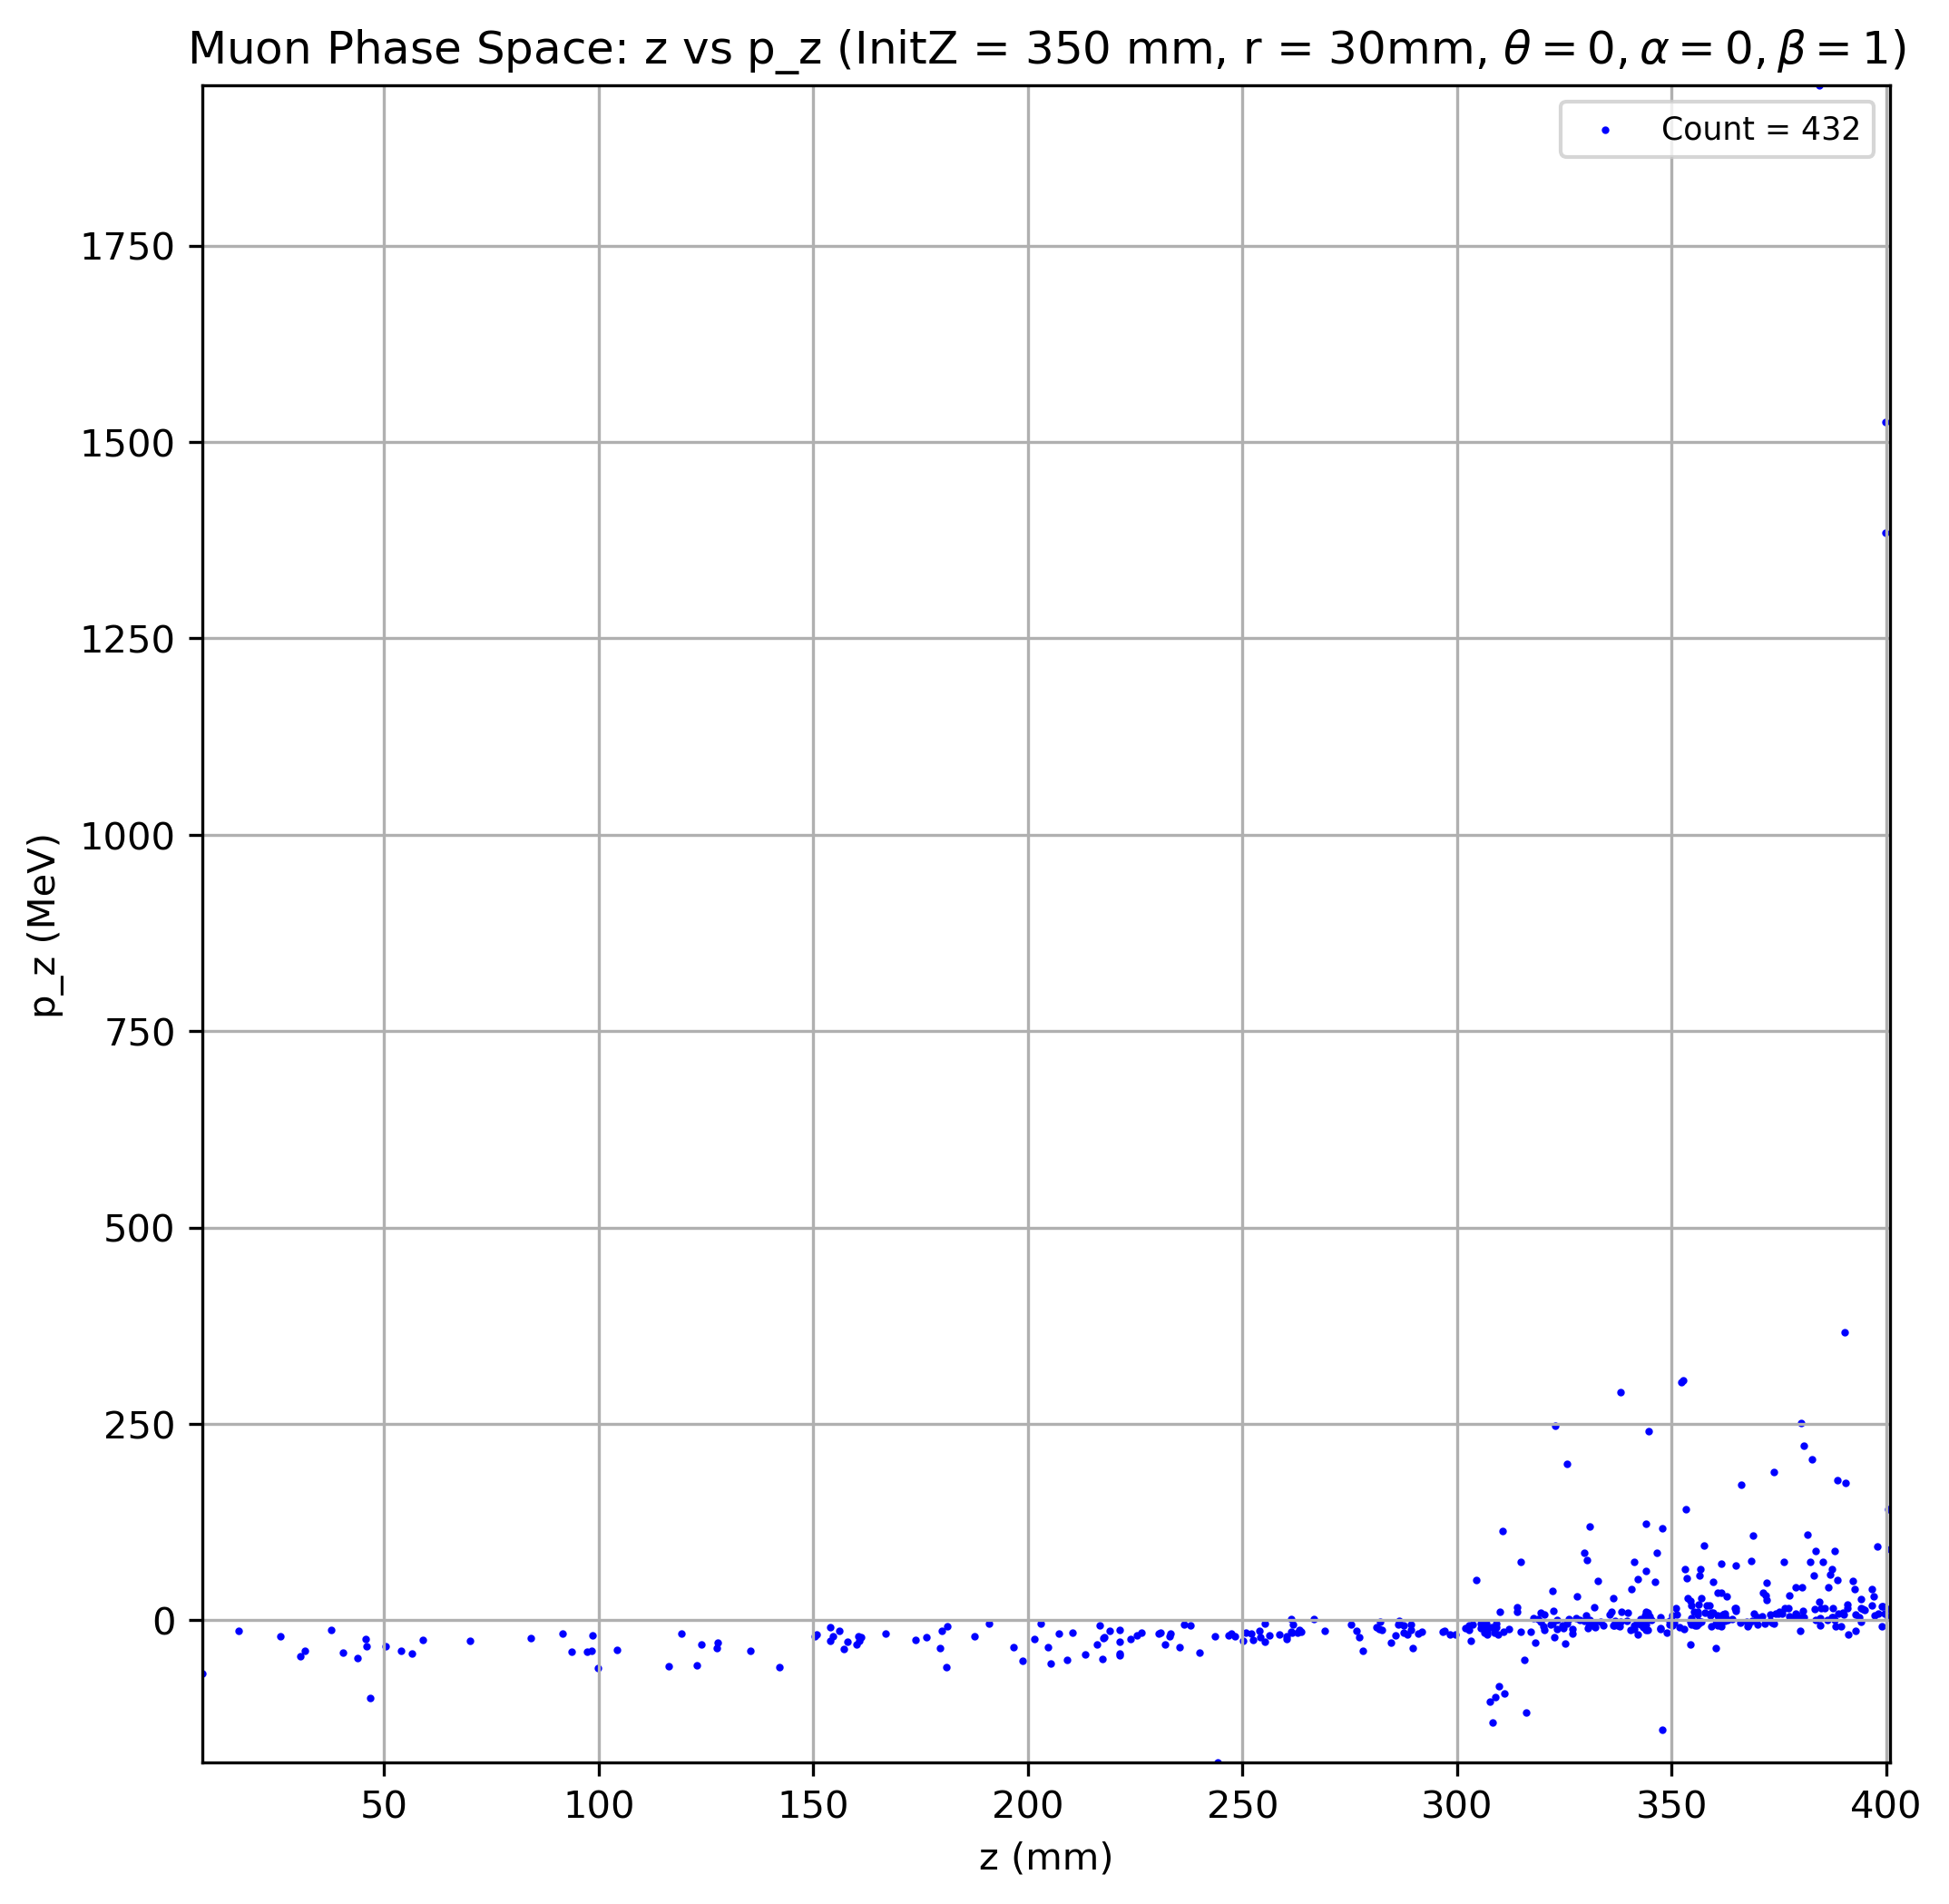 Muon Phase Space: z vs p_z (InitZ = 350 mm, r = 30mm, θ = 0, α = 0, β = 1)
Count = 432
1750
1500
1250
1000
750
500
250
0
p_z (MeV)
50 100 150 200 250 300 350 400
z (mm)